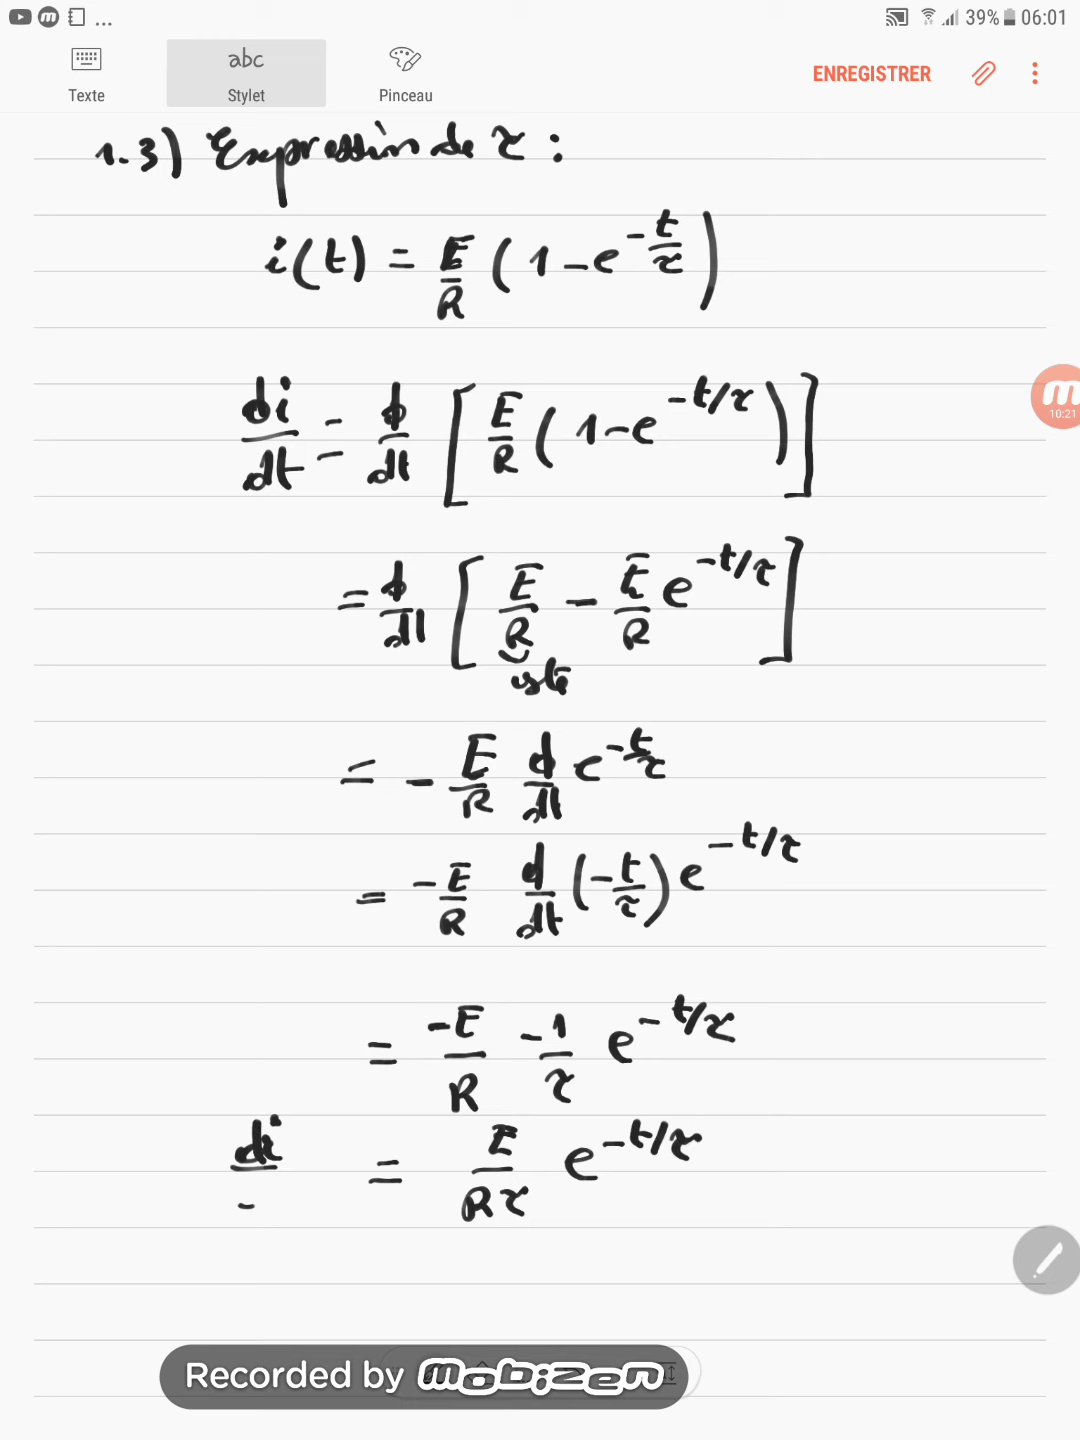 ... 39% 06:01
Texte abc Stylet Pinceau ENREGISTRER
1.3) Expression de τ :
i(t) = E/R (1 - e^(-t/τ))
di/dt = d/dt [E/R (1 - e^(-t/τ))]
10:21
= d/dt [E/R - E/R e^(-t/τ)]
cste
= - E/R d/dt e^(-t/τ)
= -E/R d/dt (-t/τ) e^(-t/τ)
= -E/R -1/τ e^(-t/τ)
di/- = E/Rτ e^(-t/τ)
Recorded by mobizen